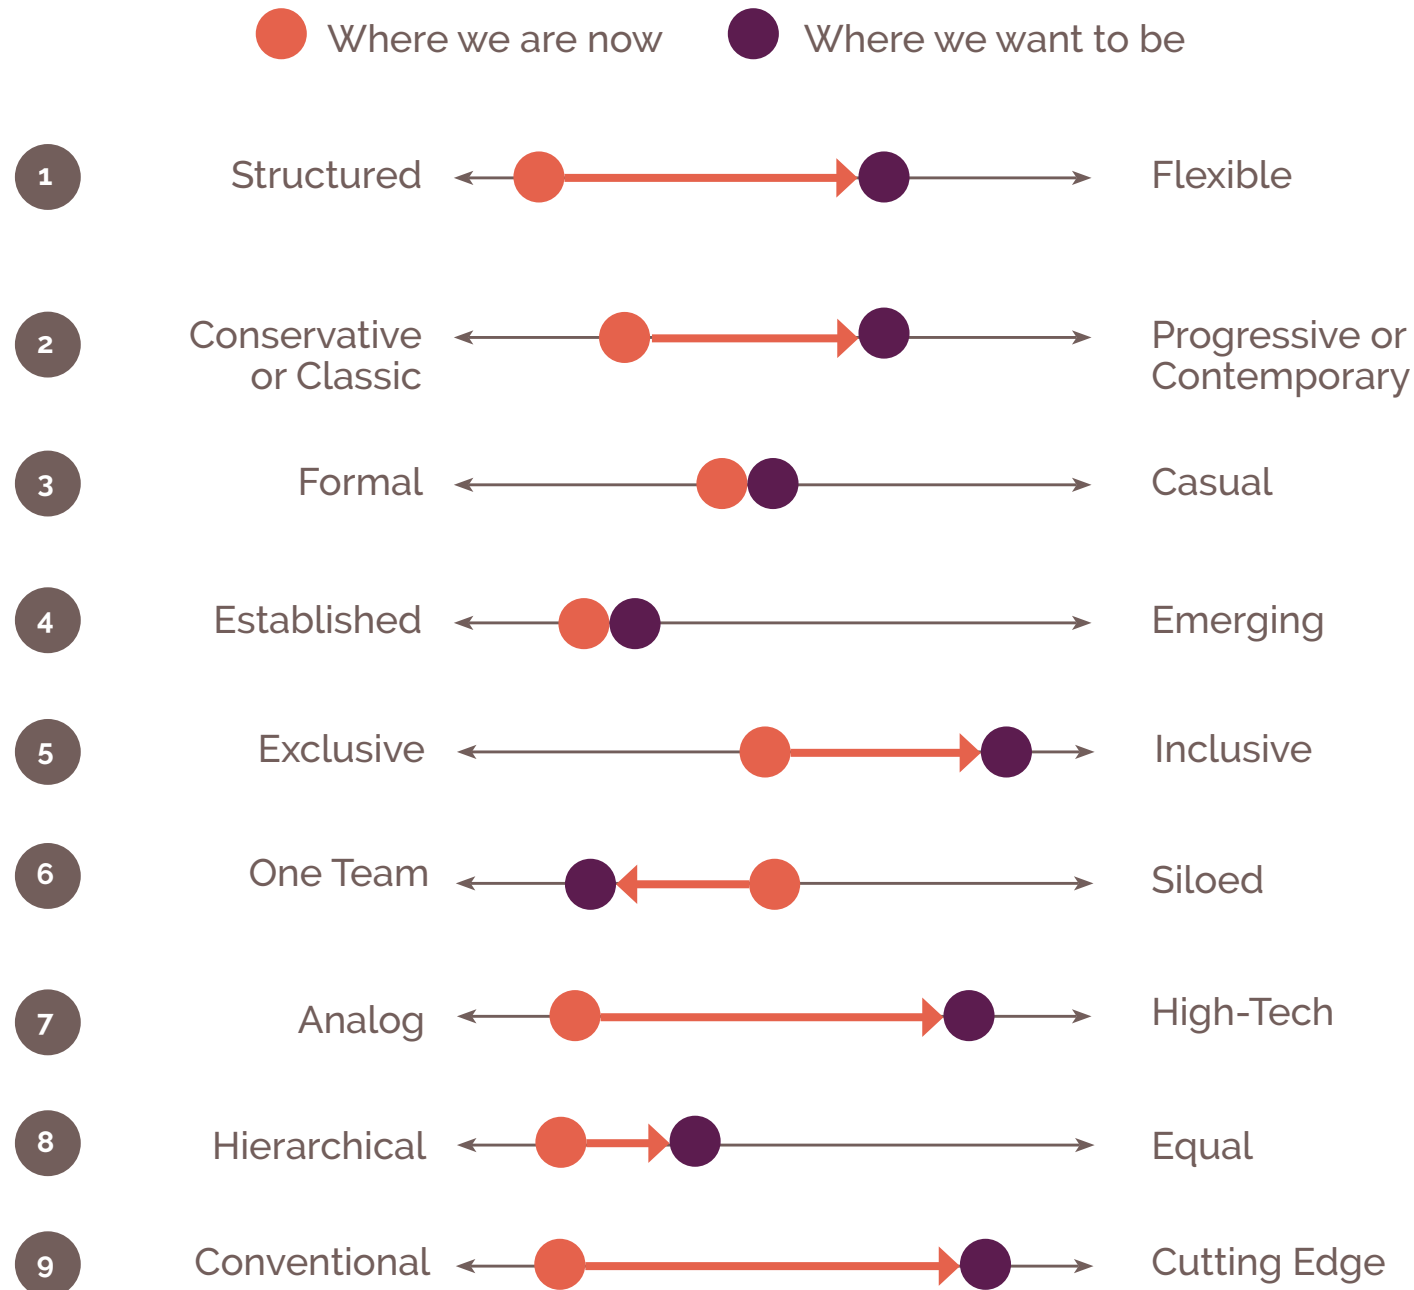 Where we are now
Where we want to be
1
Structured
Flexible
2
Conservative
or Classic
Progressive or
Contemporary
3
Formal
Casual
4
Established
Emerging
5
Exclusive
Inclusive
6
One Team
Siloed
7
Analog
High-Tech
8
Hierarchical
Equal
9
Conventional
Cutting Edge